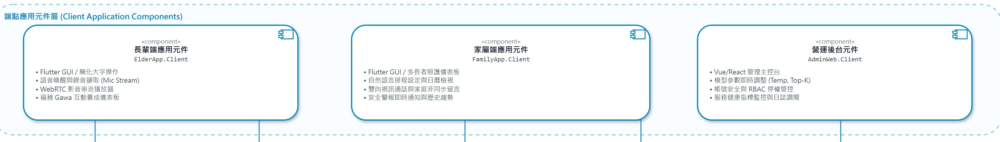 端點應用元件層 (Client Application Components)
«component»
長輩端應用元件
ElderApp.Client
• Flutter GUI / 簡化大字操作
• 語音喚醒與錄音擷取 (Mic Stream)
• WebRTC 影音串流播放器
• 福豬 Gawa 互動養成儀表板
«component»
家屬端應用元件
FamilyApp.Client
• Flutter GUI / 多長者照護儀表板
• 自然語言排程設定與日曆檢視
• 雙向視訊通話與家庭非同步留言
• 安全警報即時通知與歷史趨勢
«component»
營運後台元件
AdminWeb.Client
• Vue/React 管理主控台
• 模型參數即時調整 (Temp, Top-K)
• 帳號安全與 RBAC 停權管控
• 服務健康指標監控與日誌調閱